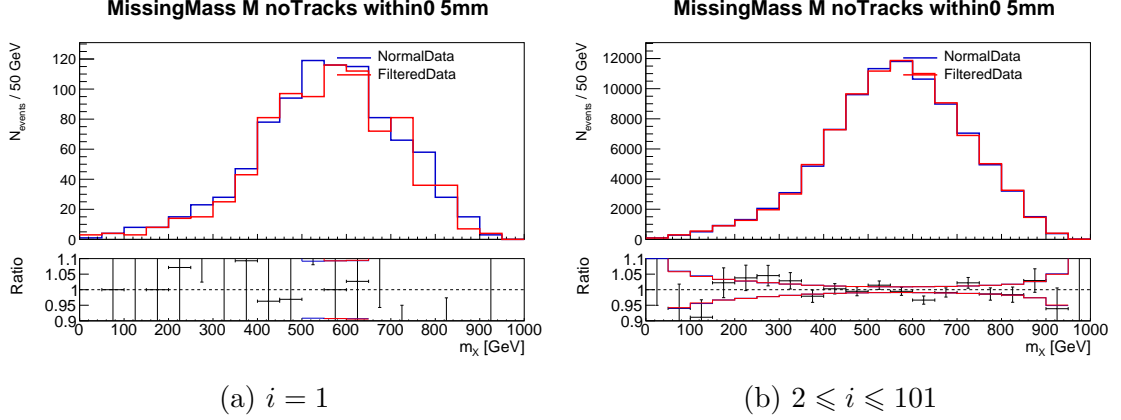 MissingMass M noTracks within0 5mm
N_events / 50 GeV
120
100
80
60
40
20
0
NormalData
FilteredData
Ratio
1.1
1.05
1
0.95
0.9
0 100 200 300 400 500 600 700 800 900 1000
m_X [GeV]
(a) i = 1
MissingMass M noTracks within0 5mm
N_events / 50 GeV
12000
10000
8000
6000
4000
2000
0
NormalData
FilteredData
Ratio
1.1
1.05
1
0.95
0.9
0 100 200 300 400 500 600 700 800 900 1000
m_X [GeV]
(b) 2 ⩽ i ⩽ 101